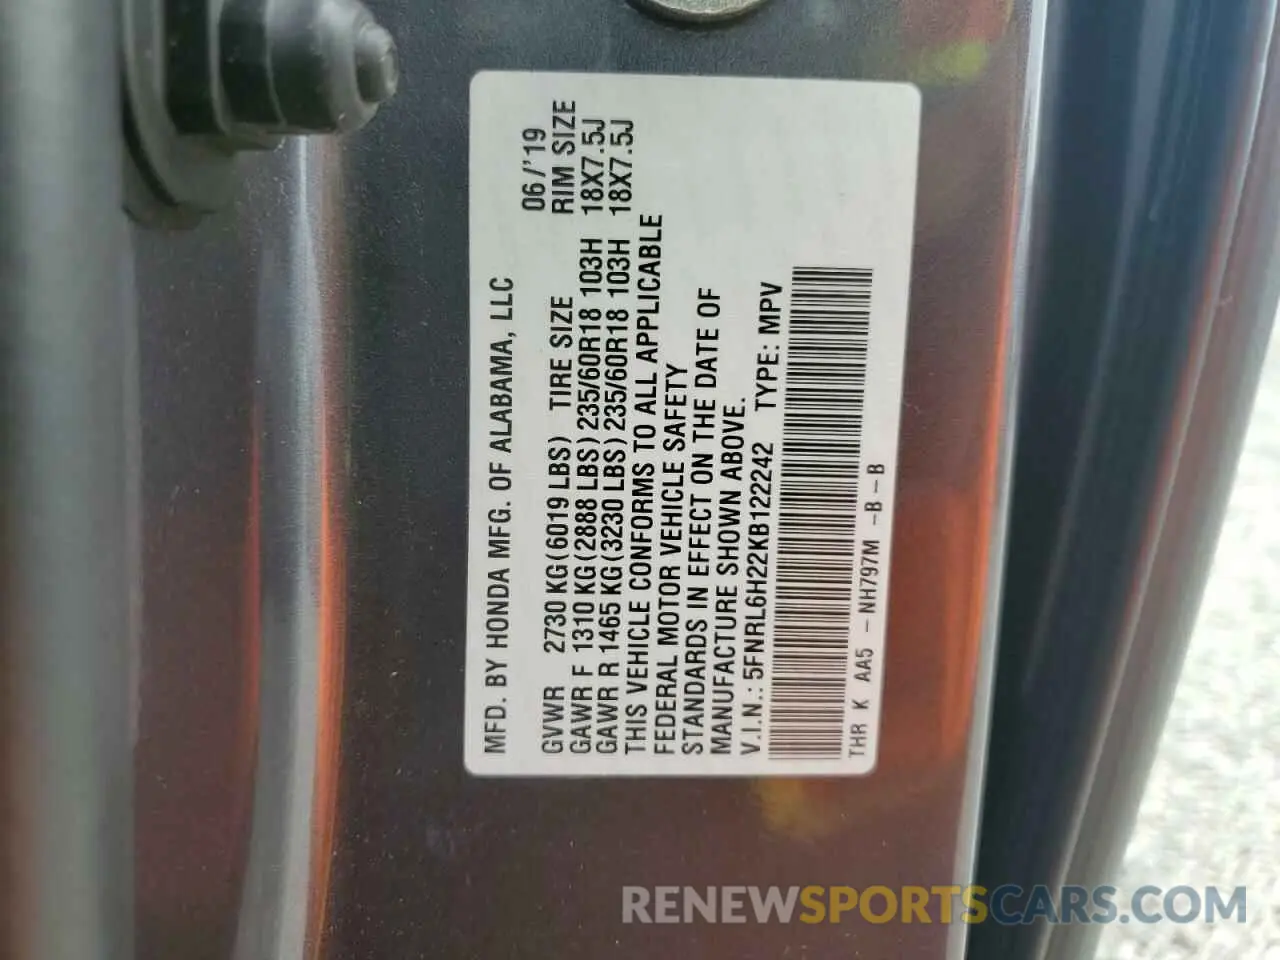 MFD. BY HONDA MFG. OF ALABAMA, LLC
06/'19
GVWR 2730 KG(6019 LBS) TIRE SIZE RIM SIZE
GAWR F 1310 KG(2888 LBS)235/60R18 103H 18X7.5J
GAWR R 1465 KG(3230 LBS)235/60R18 103H 18X7.5J
THIS VEHICLE CONFORMS TO ALL APPLICABLE
FEDERAL MOTOR VEHICLE SAFETY
STANDARDS IN EFFECT ON THE DATE OF
MANUFACTURE SHOWN ABOVE.
V.I.N.: 5FNRL6H22KB122242 TYPE: MPV
THR K AA5 -NH797M -B-B
RENEWSPORTSCARS.COM